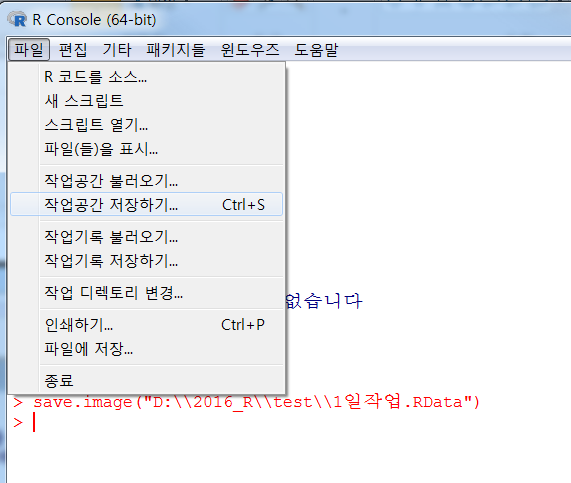 R Console (64-bit)
파일 편집 기타 패키지들 윈도우즈 도움말
R 코드를 소스...
새 스크립트
스크립트 열기...
파일(들)을 표시...
작업공간 불러오기...
작업공간 저장하기... Ctrl+S
작업기록 불러오기...
작업기록 저장하기...
작업 디렉토리 변경...
없습니다
인쇄하기... Ctrl+P
파일에 저장...
종료
> save.image("D:\\2016_R\\test\\1일작업.RData")
>